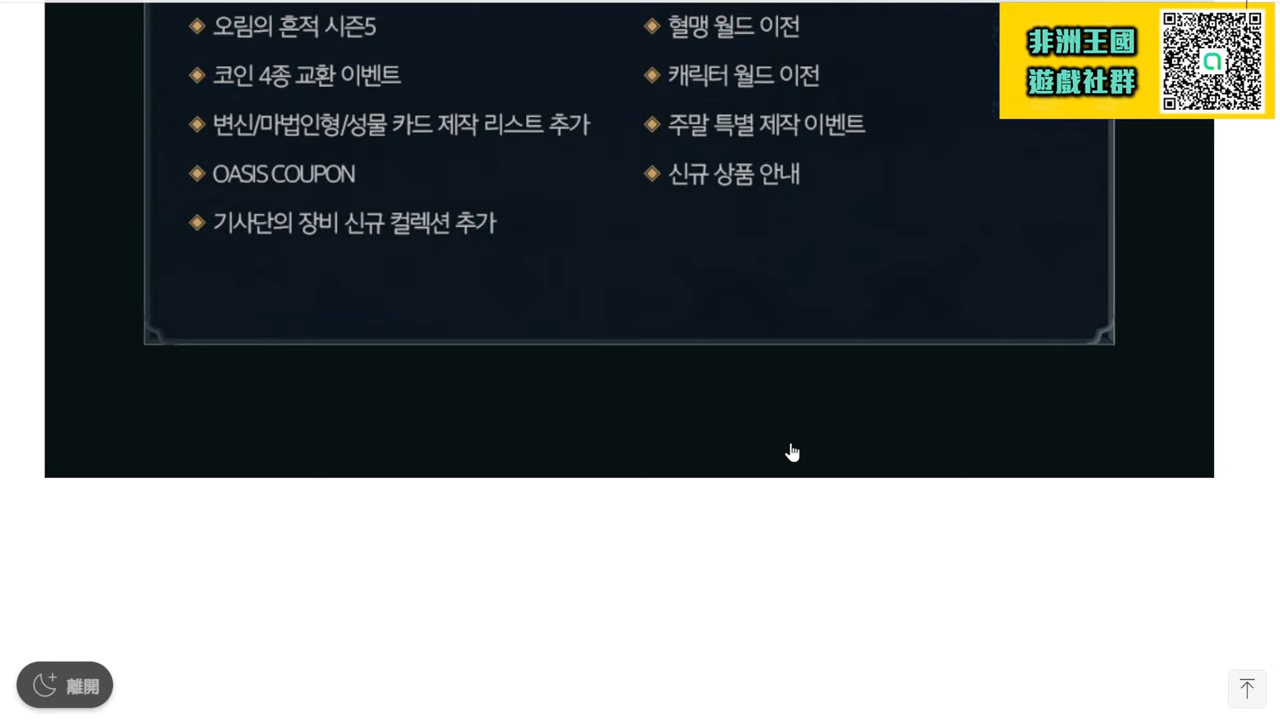 오림의 흔적 시즌5
코인 4종 교환 이벤트
변신/마법인형/성물 카드 제작 리스트 추가
OASIS COUPON
기사단의 장비 신규 컬렉션 추가
혈맹 월드 이전
캐릭터 월드 이전
주말 특별 제작 이벤트
신규 상품 안내
非洲王國
遊戲社群
離開